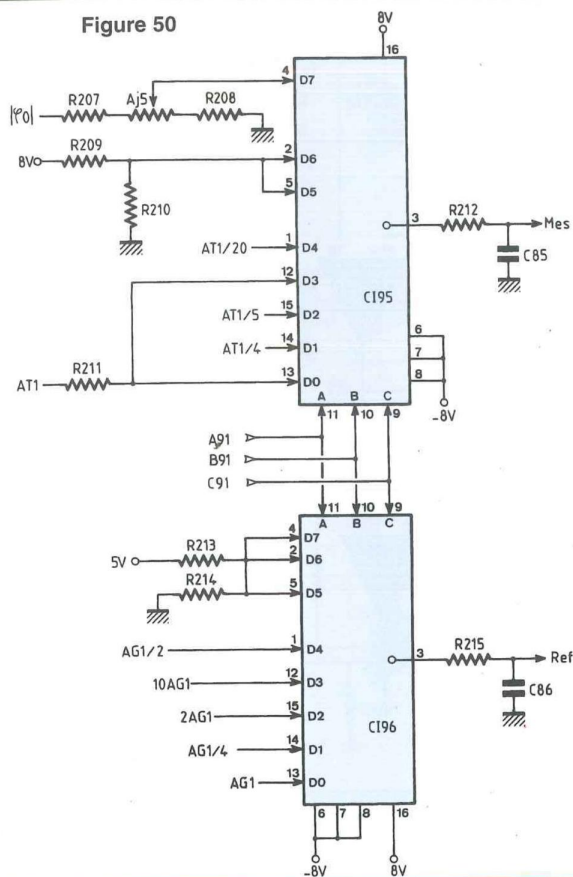 Figure 50
8V
16
4
D7
R207
Aj5
R208
|φ0|
R209
8V
2
D6
5
D5
R210
1
AT1/20
D4
12
D3
15
AT1/5
D2
14
AT1/4
D1
R211
AT1
13
D0
3
R212
Mes
C85
CI95
6
7
8
-8V
A
B
C
11
10
9
A91
B91
C91
11
10
9
A
B
C
4
D7
5V
R213
2
D6
R214
5
D5
AG1/2
1
D4
10AG1
12
D3
2AG1
15
D2
AG1/4
14
D1
AG1
13
D0
3
R215
Ref
C86
CI96
6
7
8
16
-8V
8V